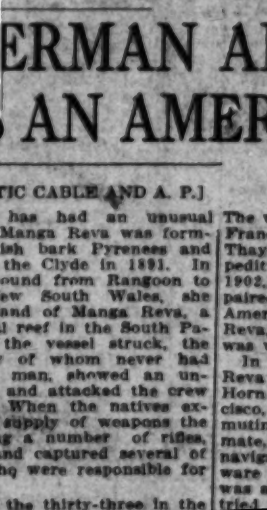 ERMAN A
S AN AMER
TIC CABLE AND A. P.]
has had an unusual
Manga Reva was form-
ish bark Pyrenees and
the Clyde in 1891. In
ound from Rangoon to
ew South Wales, she
and of Manga Reva, a
l reef in the South Pa-
the vessel struck, the
of whom never had
man, showed an un-
and attacked the crew
When the natives ex-
supply of weapons the
g a number of rifles,
nd captured several of
ho were responsible for
the thirty-three in the
The
Fran
Thay
pedit
1902,
paire
Amer
Reva
was
In
Reva
Horn
cisco,
mutin
mate,
navig
ware
was
tried